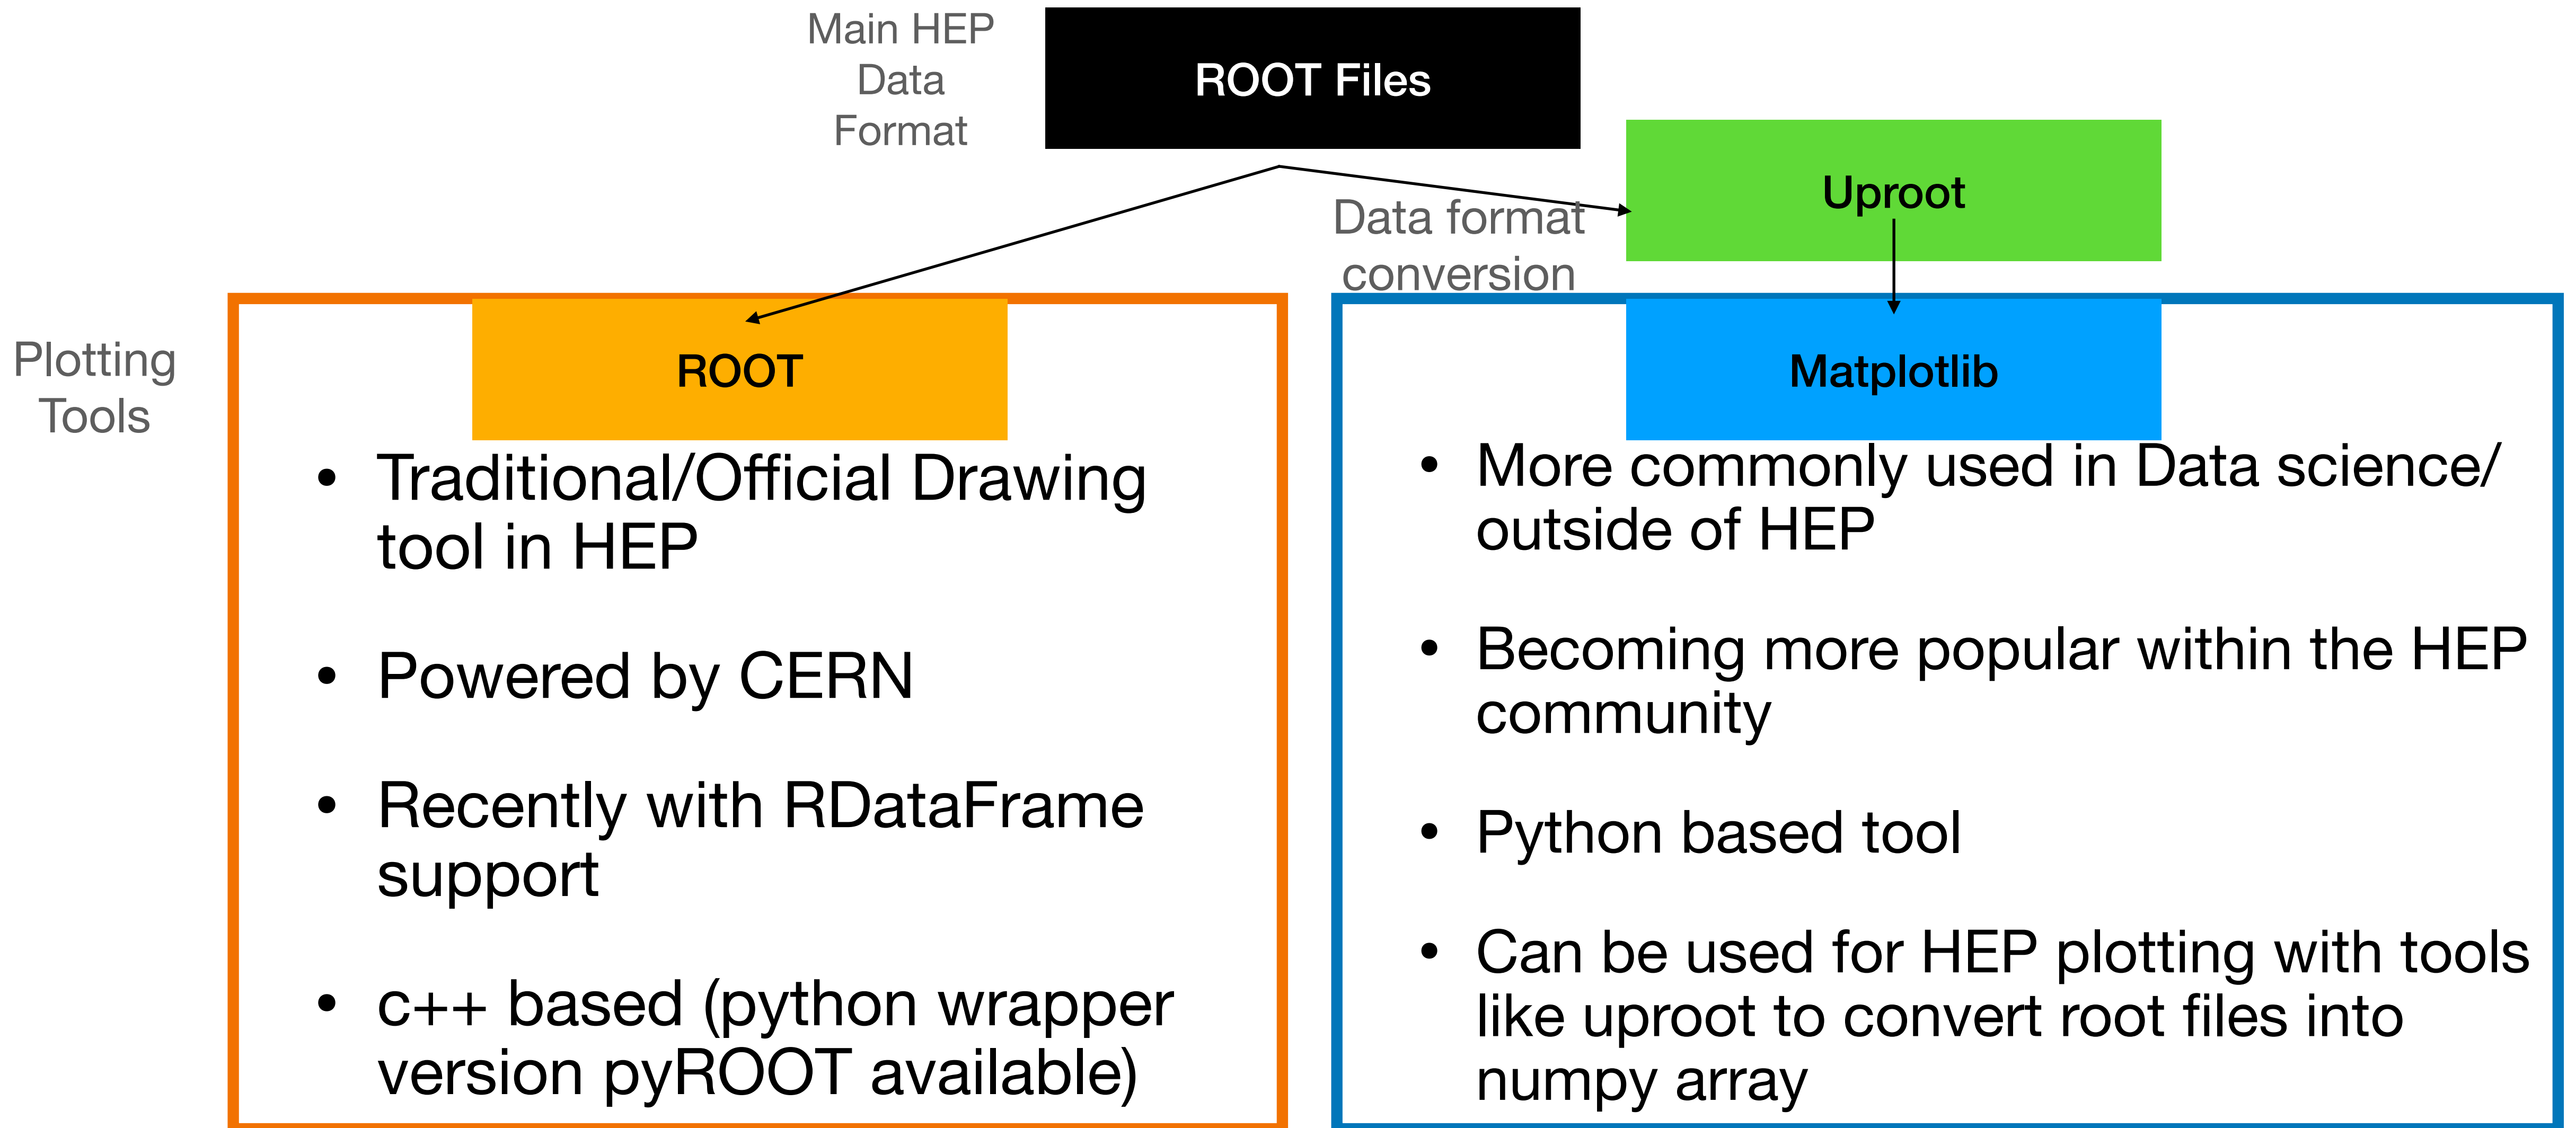 Main HEP
Data
Format
ROOT Files
Uproot
Data format
conversion
Plotting
Tools
ROOT
• Traditional/Official Drawing
tool in HEP
• Powered by CERN
• Recently with RDataFrame
support
• c++ based (python wrapper
version pyROOT available)
Matplotlib
• More commonly used in Data science/
outside of HEP
• Becoming more popular within the HEP
community
• Python based tool
• Can be used for HEP plotting with tools
like uproot to convert root files into
numpy array